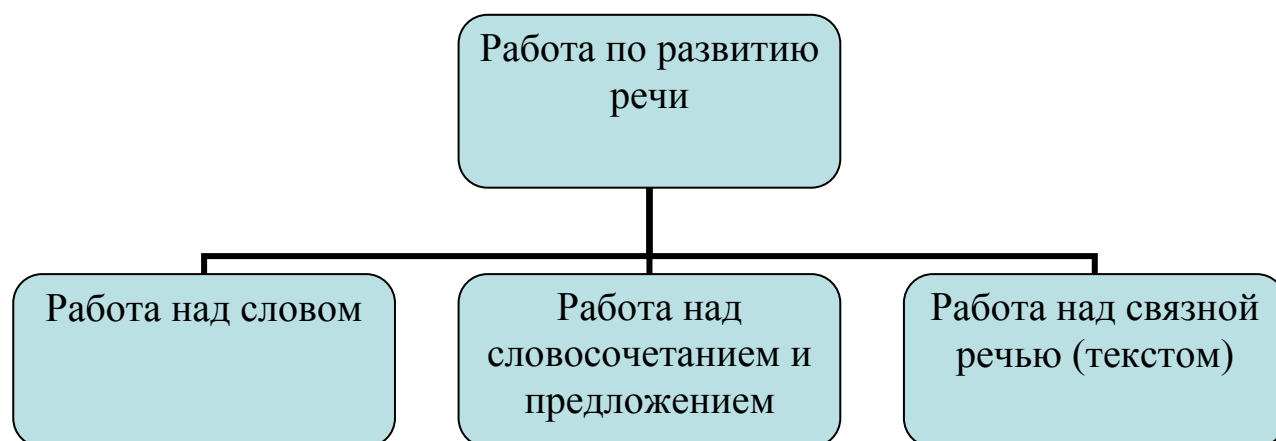 Работа по развитию
речи
Работа над словом
Работа над
словосочетанием и
предложением
Работа над связной
речью (текстом)